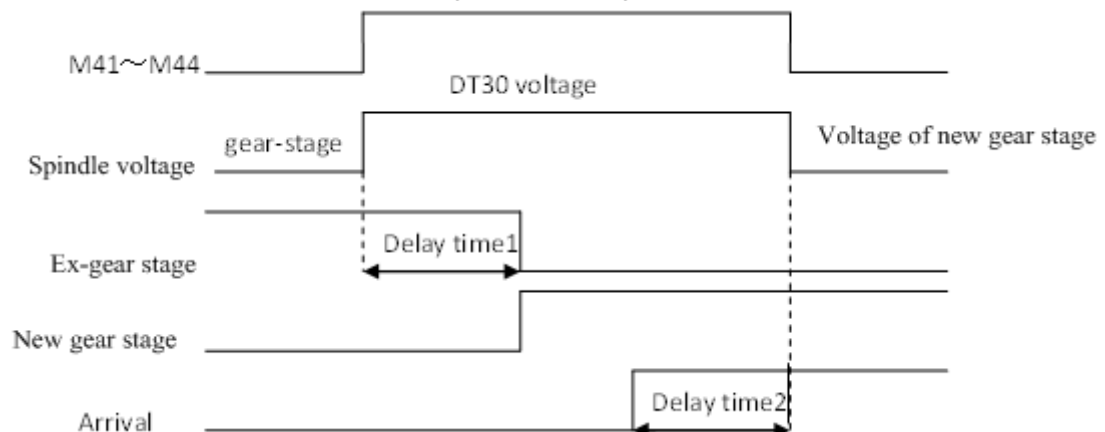 M41～M44
DT30 voltage
gear-stage
Voltage of new gear stage
Spindle voltage
Delay time1
Ex-gear stage
New gear stage
Delay time2
Arrival